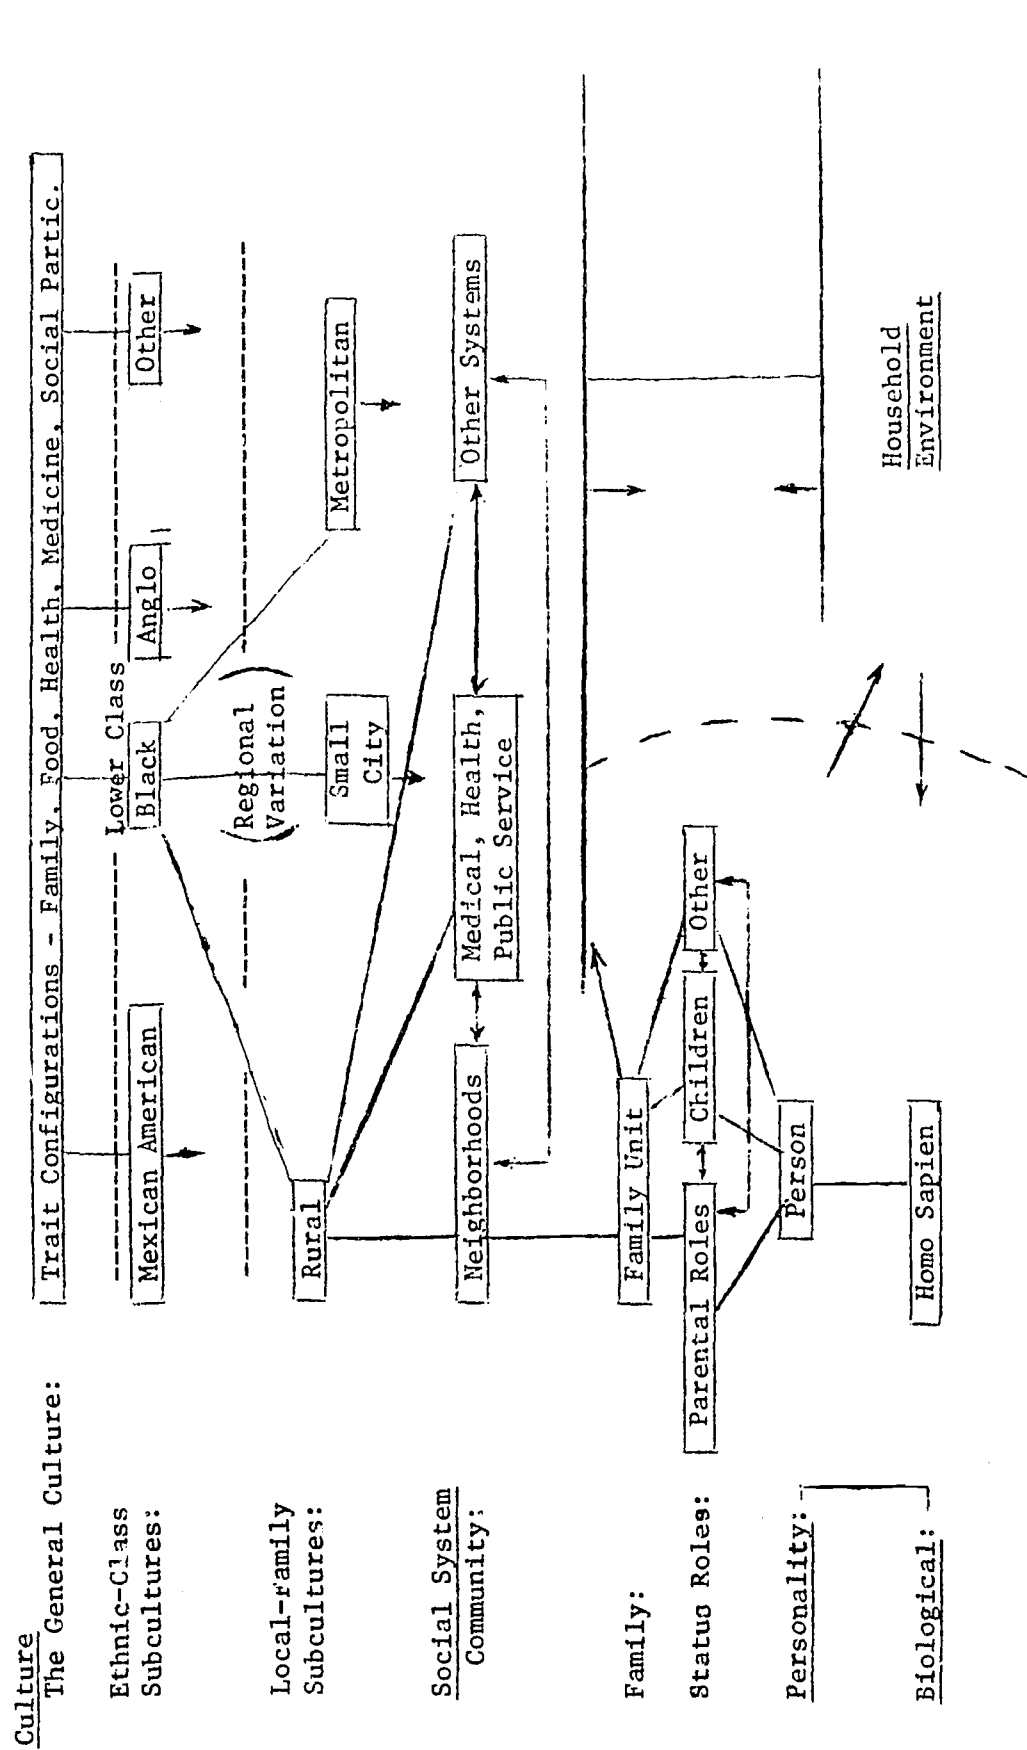 Culture
The General Culture:
Trait Configurations - Family, Food, Health, Medicine, Social Partic.
Lower Class
Ethnic-Class
Subcultures:
Mexican American
Black
Anglo
Other
(Regional
Variation)
Local-Family
Subcultures:
Rural
Small
City
Metropolitan
Social System
Community:
Neighborhoods
Medical, Health,
Public Service
Other Systems
Family:
Family Unit
Status Roles:
Parental Roles
Children
Other
Personality:
Person
Household
Environment
Biological:
Homo Sapien